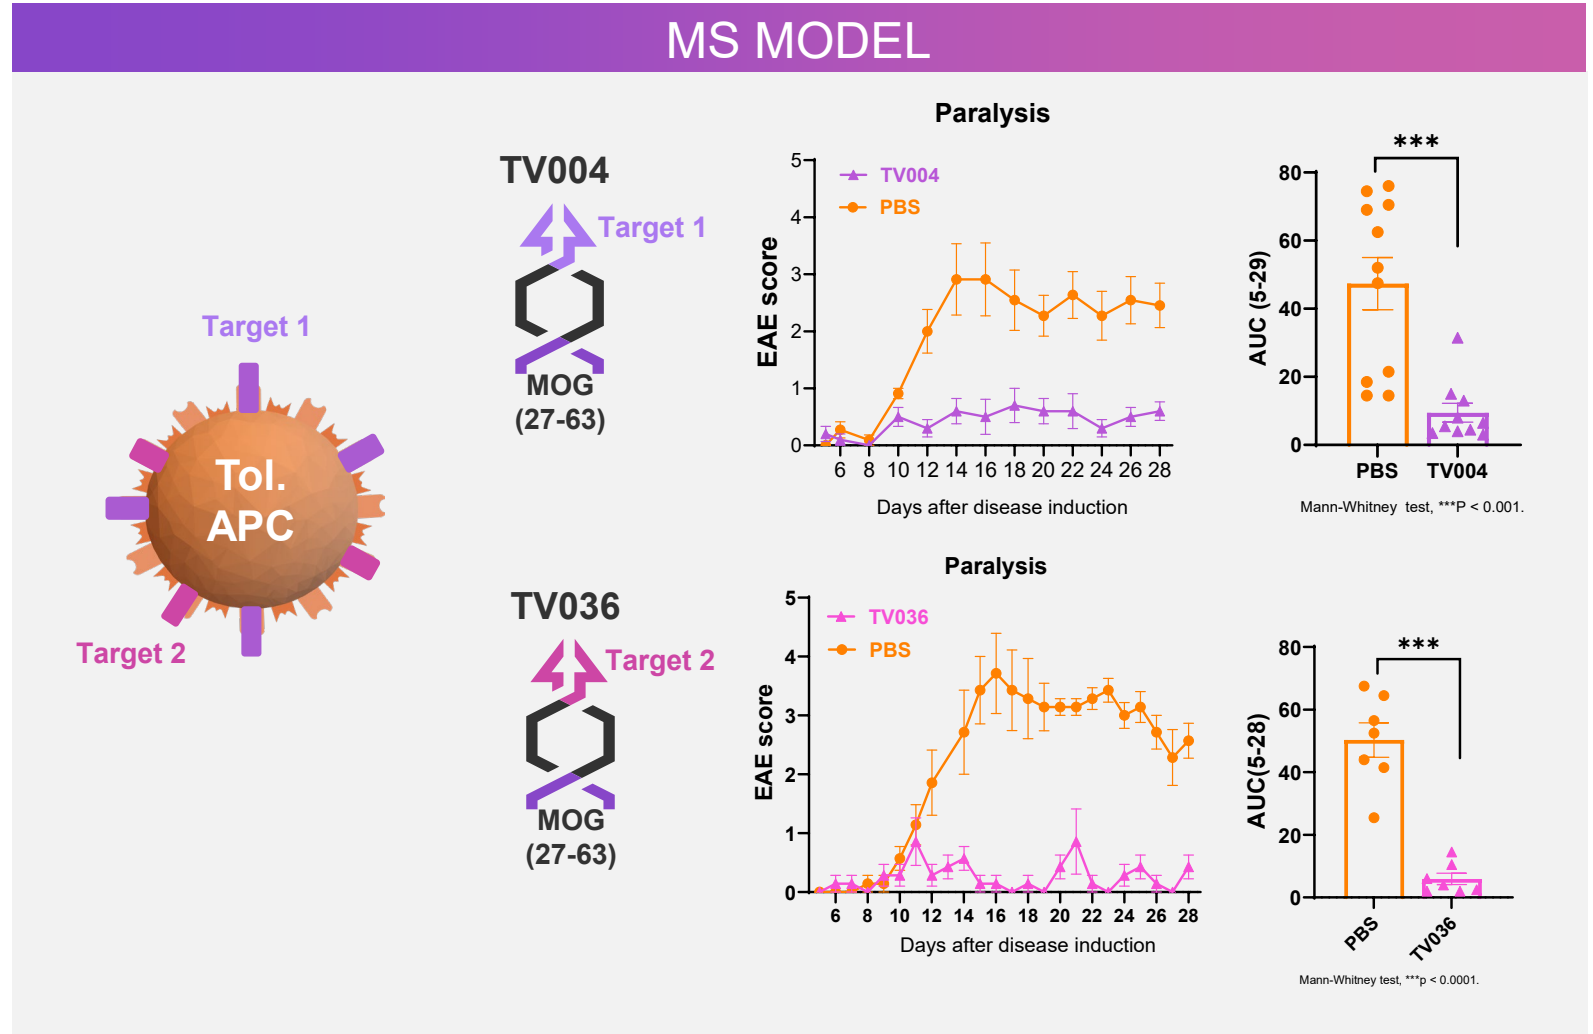 MS MODEL
Target 1
Tol.
APC
Target 2
TV004
Target 1
MOG
(27-63)
Paralysis
EAE score
5
4
3
2
1
0
TV004
PBS
6 8 10 12 14 16 18 20 22 24 26 28
Days after disease induction
***
AUC (5-29)
80
60
40
20
0
PBS TV004
Mann-Whitney test, ***P < 0.001.
TV036
Target 2
MOG
(27-63)
Paralysis
EAE score
5
4
3
2
1
0
TV036
PBS
6 8 10 12 14 16 18 20 22 24 26 28
Days after disease induction
***
AUC(5-28)
80
60
40
20
0
PBS TV036
Mann-Whitney test, ***p < 0.0001.